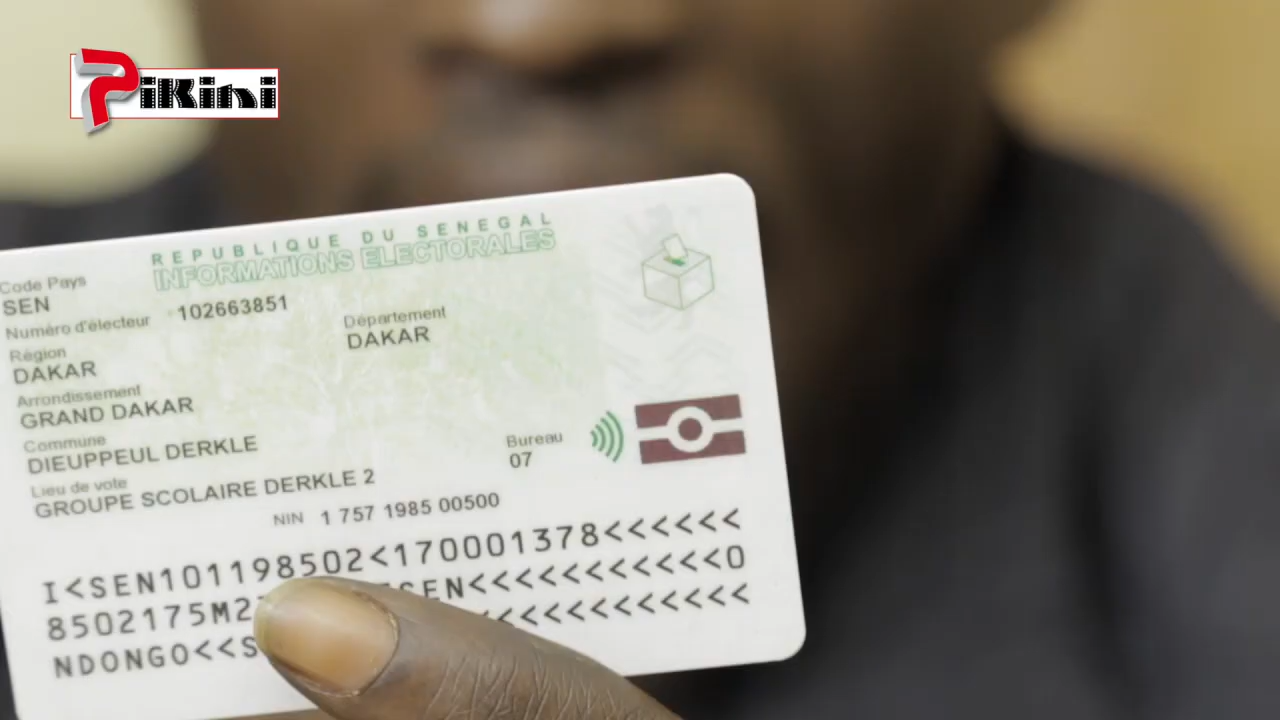 Pikini
REPUBLIQUE DU SENEGAL
INFORMATIONS ELECTORALES
Code Pays
SEN
Numéro d'électeur 102663851
Département
DAKAR
Région
DAKAR
Arrondissement
GRAND DAKAR
Commune
DIEUPPEUL DERKLE
Bureau
07
Lieu de vote
GROUPE SCOLAIRE DERKLE 2
NIN 1 757 1985 00500
I<SEN101198502<170001378<<<<<<
8502175M2 SEN<<<<<<<<<<<0
NDONGO<<S <<<<<<<<<<<